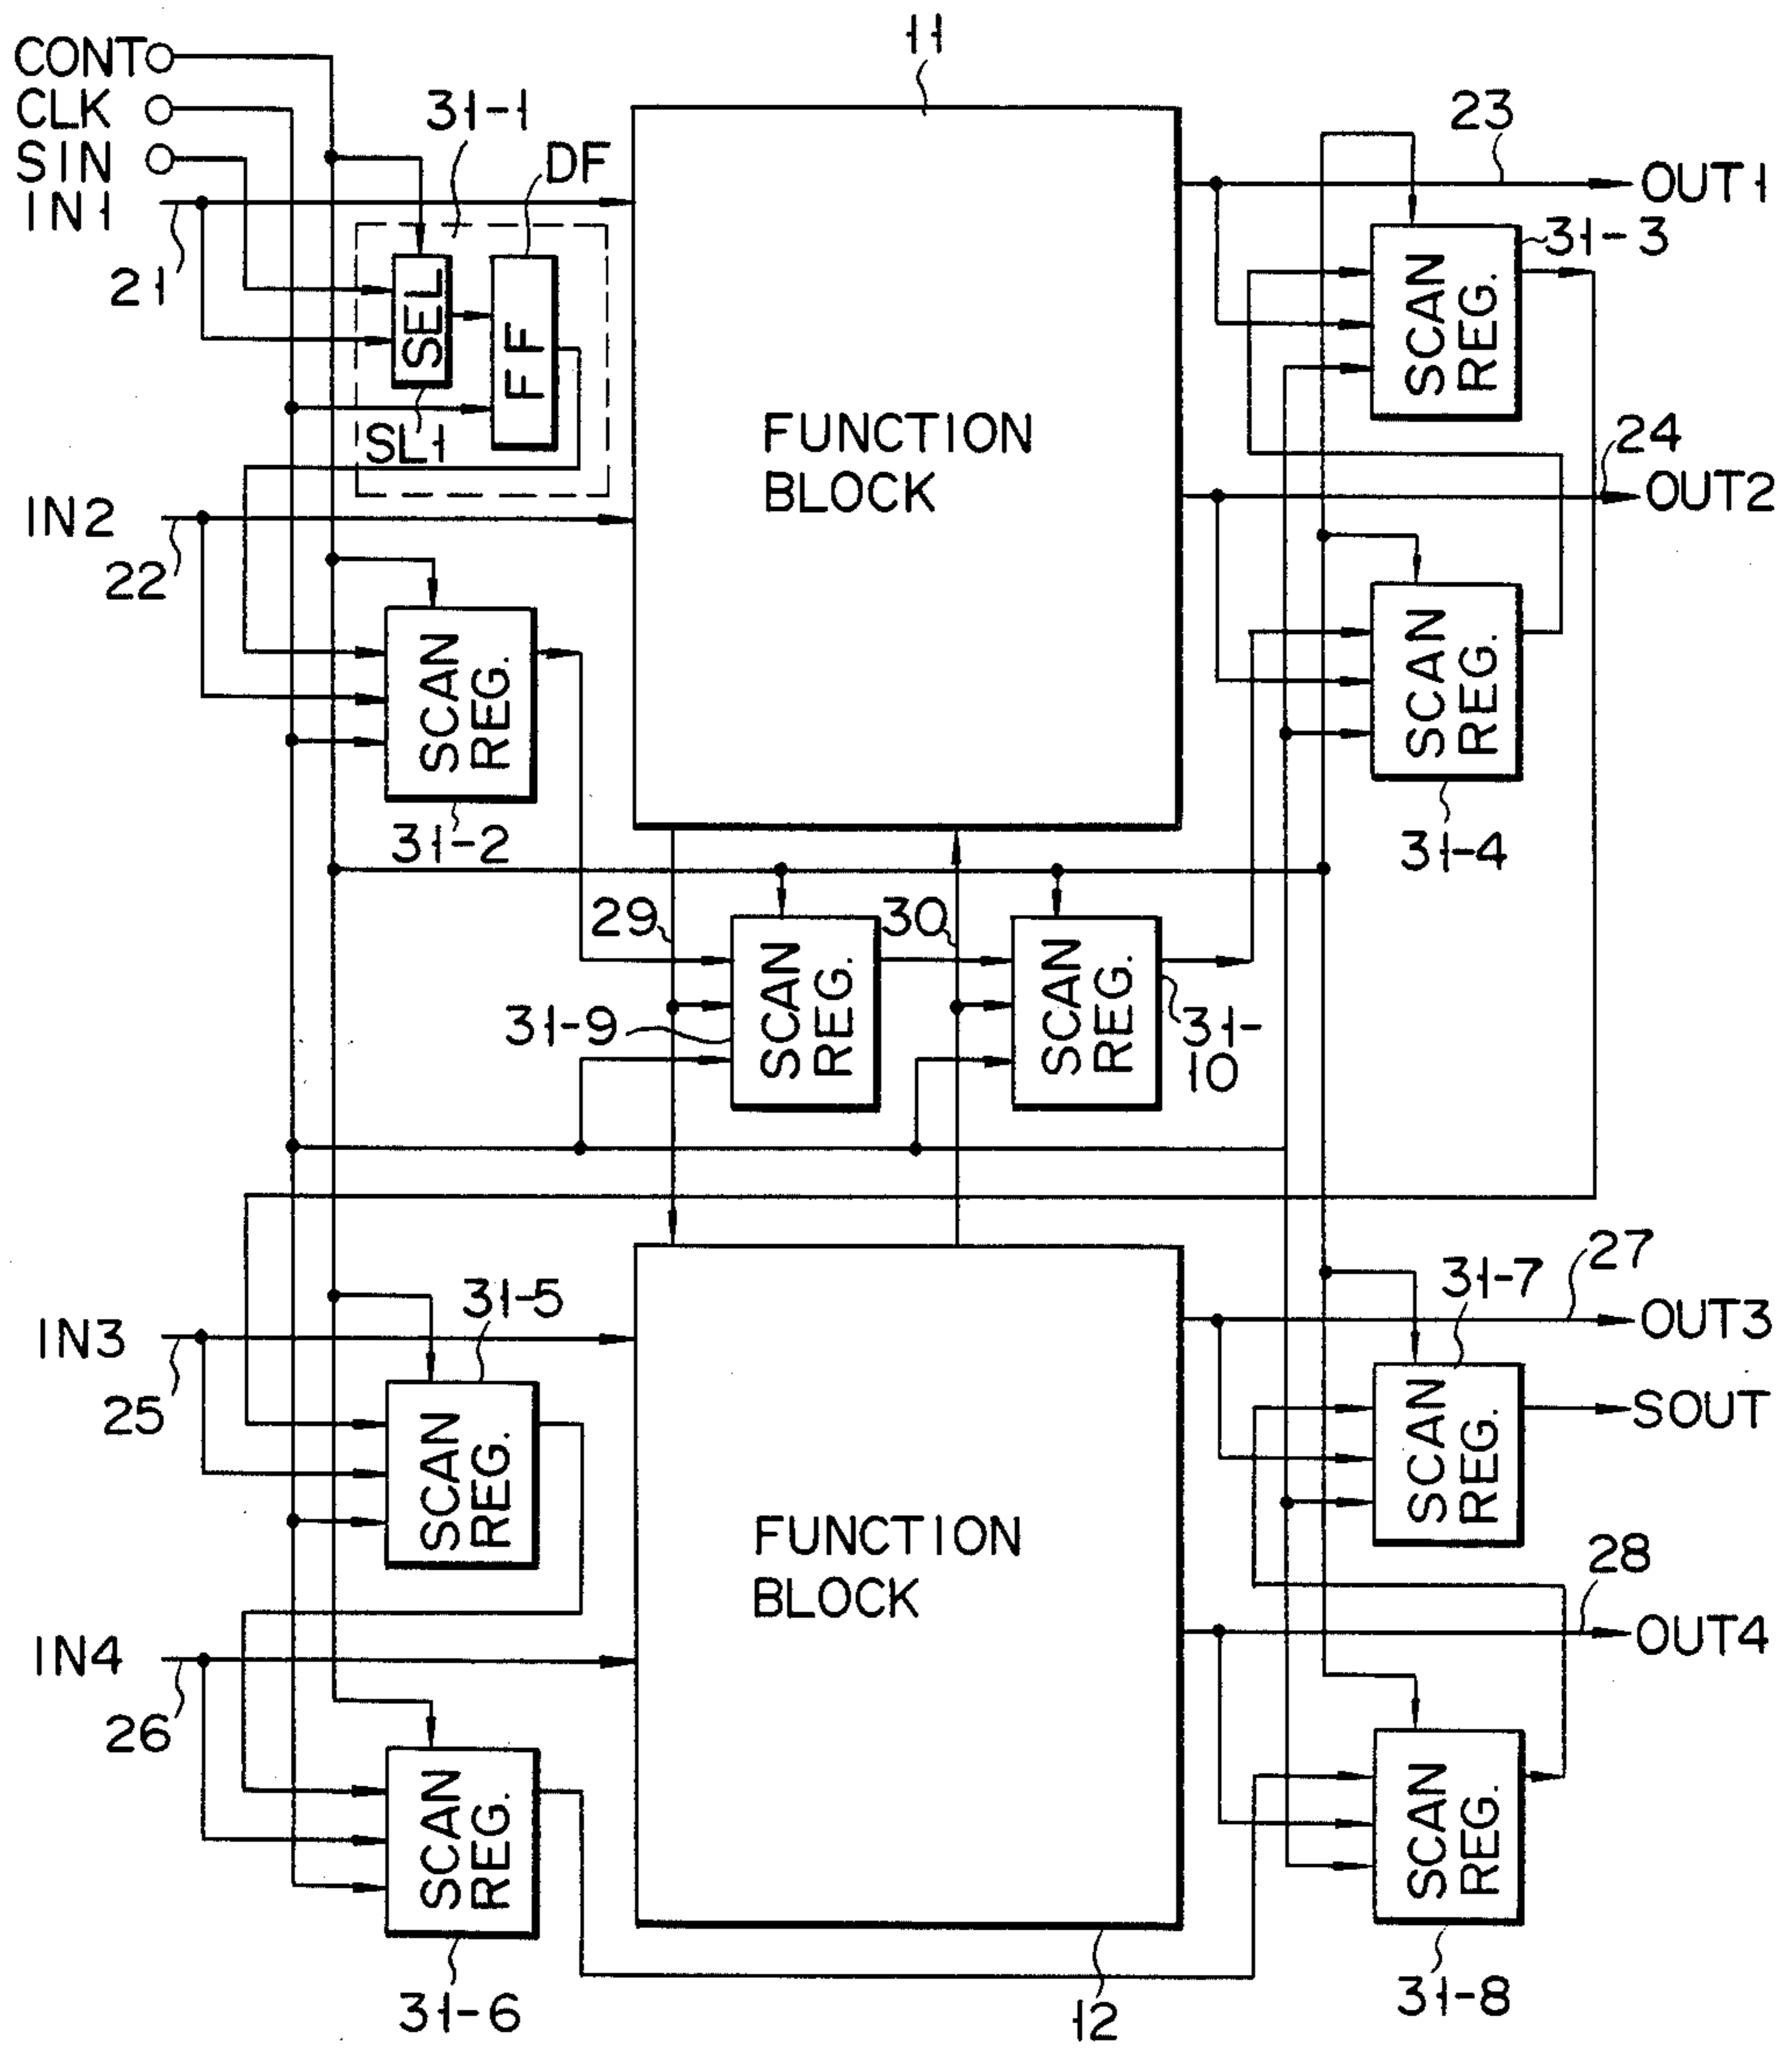 CONT
CLK
SIN
IN1
21
31-1
DF
SEL
FF
SL1
11
FUNCTION
BLOCK
23
OUT1
31-3
SCAN
REG.
24
OUT2
IN2
22
SCAN
REG.
31-2
SCAN
REG.
31-4
29
30
SCAN
REG.
31-9
SCAN
REG.
31-
10
IN3
25
31-5
SCAN
REG.
IN4
26
SCAN
REG.
31-6
FUNCTION
BLOCK
12
27
OUT3
31-7
SCAN
REG.
SOUT
28
OUT4
SCAN
REG.
31-8